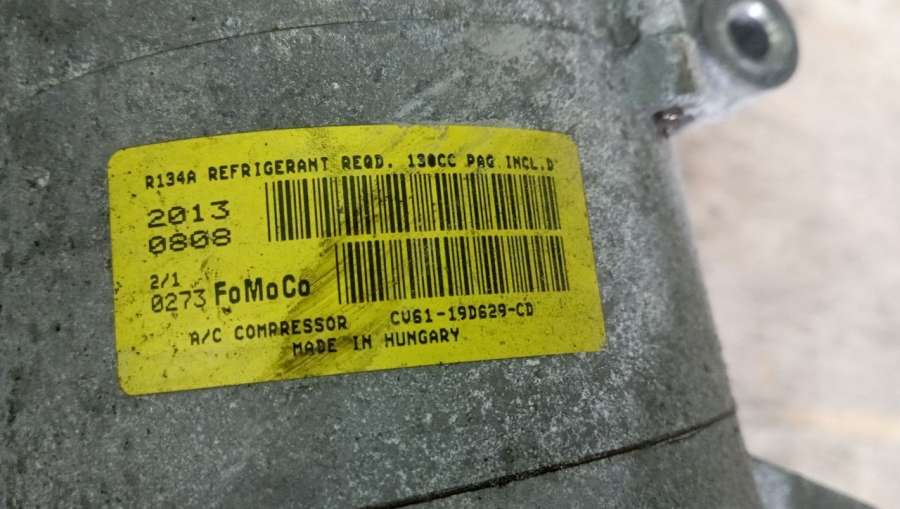 R134A REFRIGERANT REQD. 130CC PAG INCL.D
2013
0808
2/1
0273 FoMoCo
A/C COMPRESSOR CV61-19D629-CD
MADE IN HUNGARY